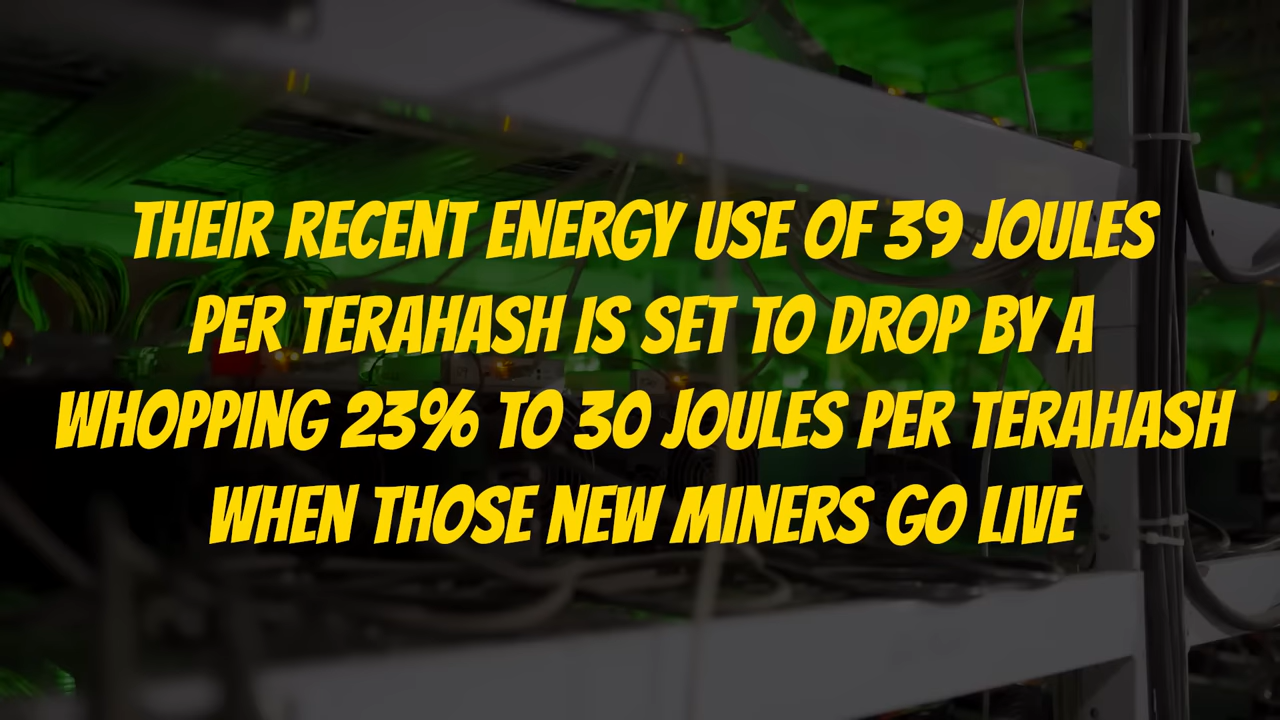 THEIR RECENT ENERGY USE OF 39 JOULES
PER TERAHASH IS SET TO DROP BY A
WHOPPING 23% TO 30 JOULES PER TERAHASH
WHEN THOSE NEW MINERS GO LIVE